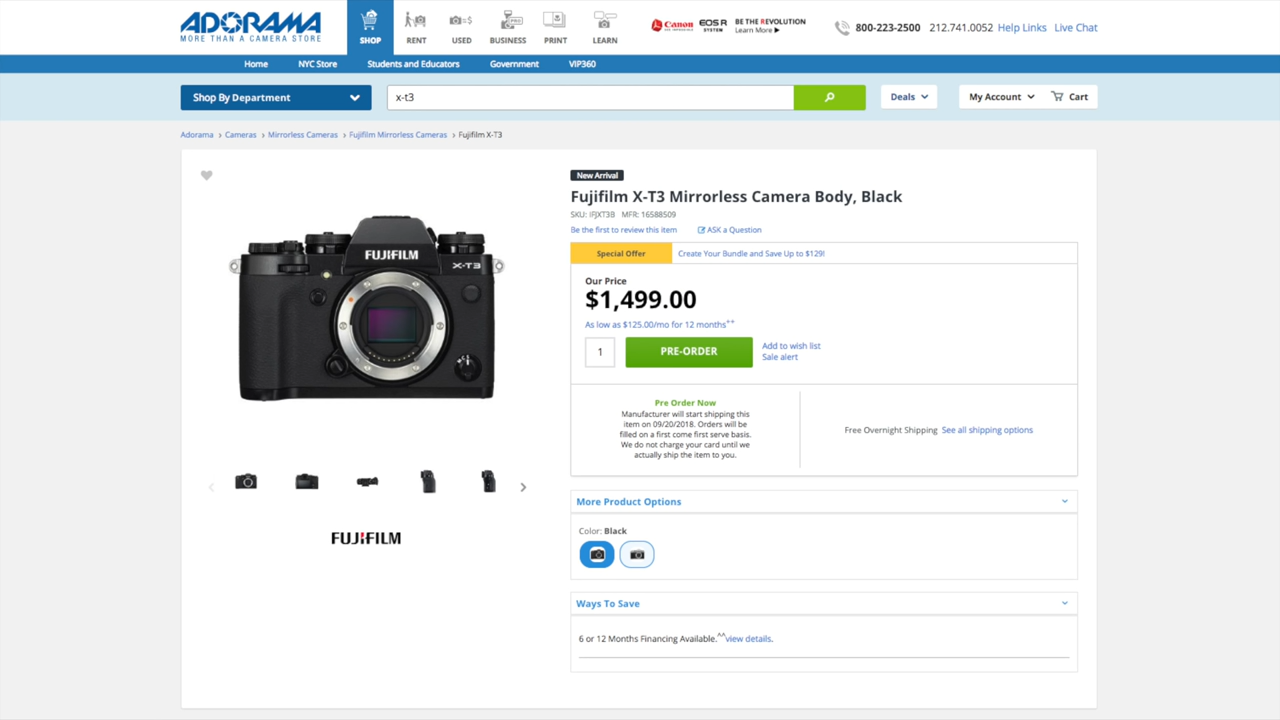 ADORAMA
MORE THAN A CAMERA STORE
SHOP
RENT
USED
BUSINESS
PRINT
LEARN
Canon
EOS R
SYSTEM
BE THE REVOLUTION
Learn More ▶
800-223-2500 212.741.0052 Help Links Live Chat
Home NYC Store Students and Educators Government VIP360
Shop By Department
x-t3
Deals
My Account
Cart
Adorama › Cameras › Mirrorless Cameras › Fujifilm Mirrorless Cameras › Fujifilm X-T3
FUJIFILM
X-T3
FUJIFILM
New Arrival
Fujifilm X-T3 Mirrorless Camera Body, Black
SKU: IFJXT3B MFR: 16588509
Be the first to review this item ASK a Question
Special Offer Create Your Bundle and Save Up to $129!
Our Price
$1,499.00
As low as $125.00/mo for 12 months**
1
PRE-ORDER
Add to wish list
Sale alert
Pre Order Now
Manufacturer will start shipping this
item on 09/20/2018. Orders will be
filled on a first come first serve basis.
We do not charge your card until we
actually ship the item to you.
Free Overnight Shipping See all shipping options
More Product Options
Color: Black
Ways To Save
6 or 12 Months Financing Available.^^view details.